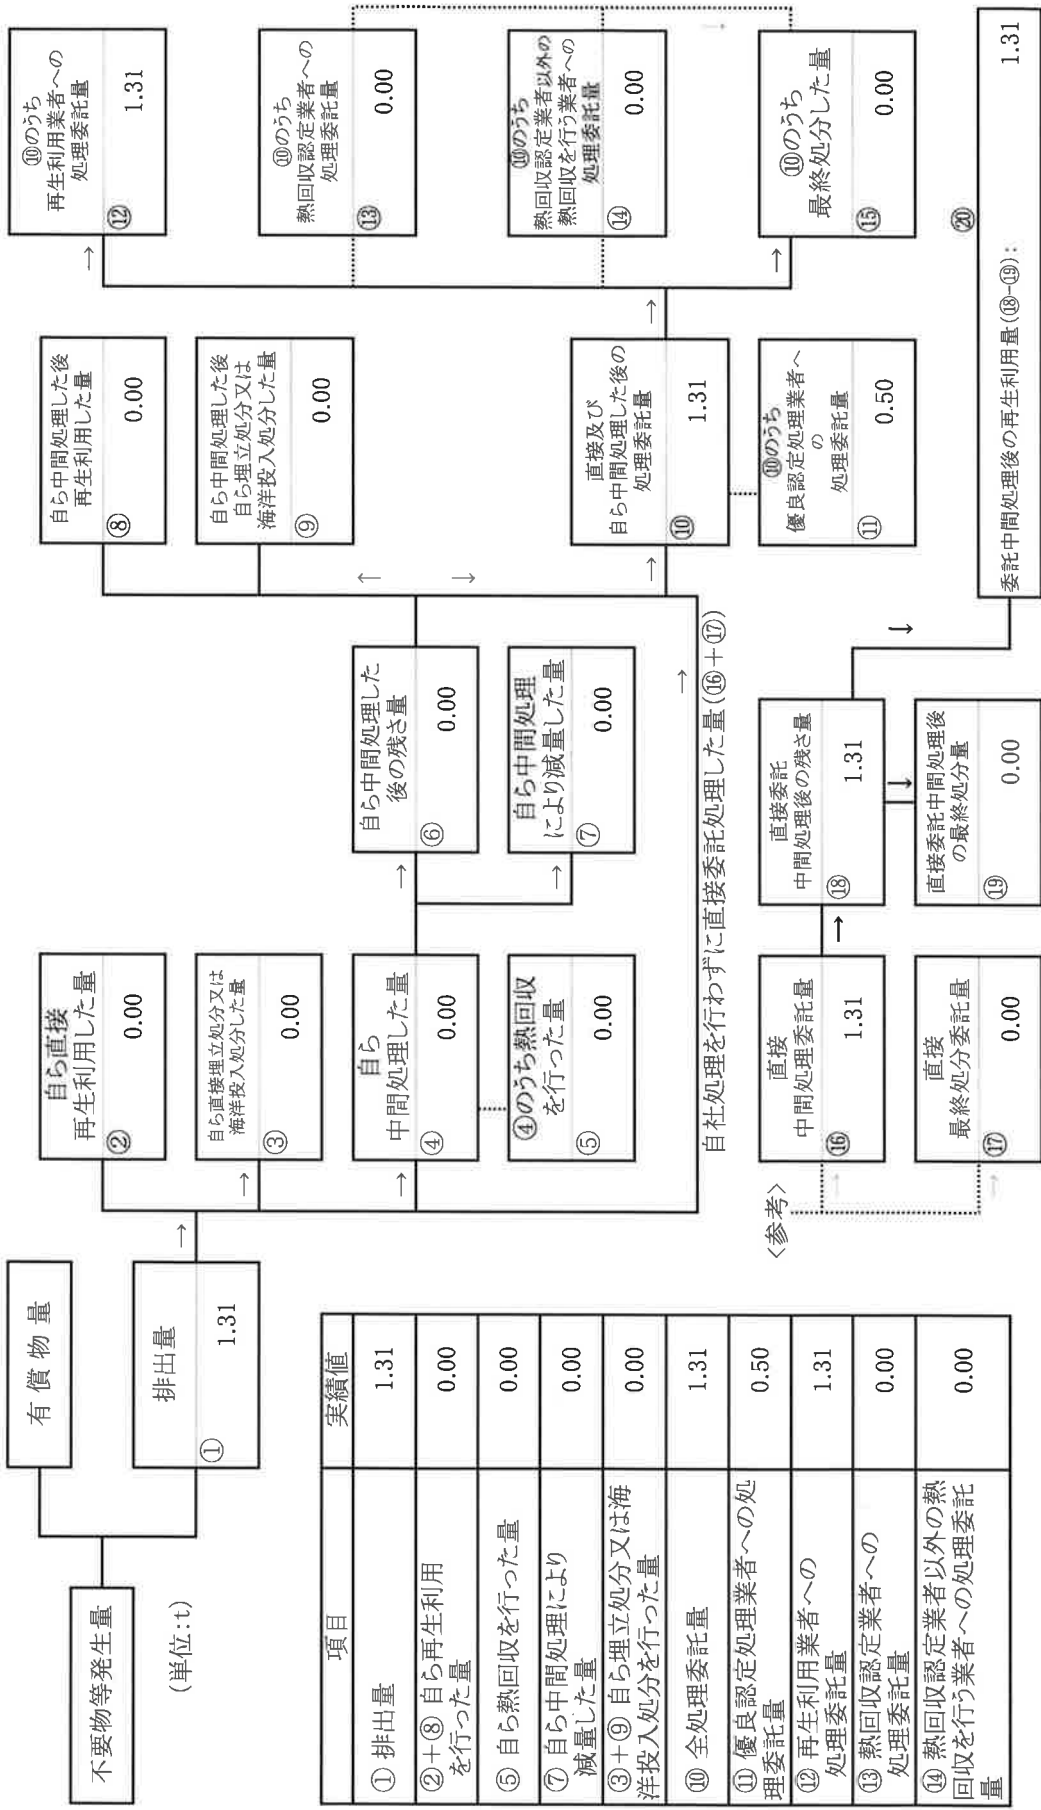 不要物等発生量
(単位:t)
有 償 物 量
排出量
①
1.31
自ら直接
再生利用した量
②
0.00
自ら直接埋立処分又は
海洋投入処分した量
③
0.00
自ら
中間処理した量
④
0.00
④のうち熱回収
を行った量
⑤
0.00
自ら中間処理した
後の残さ量
⑥
0.00
自ら中間処理
により減量した量
⑦
0.00
自ら中間処理した後
再生利用した量
⑧
0.00
自ら中間処理した後
自ら埋立処分又は
海洋投入処分した量
⑨
0.00
直接及び
自ら中間処理した後の
処理委託量
⑩
1.31
⑩のうち
優良認定処理業者へ
の
処理委託量
⑪
0.50
⑩のうち
再生利用業者への
処理委託量
⑫
1.31
⑩のうち
熱回収認定業者への
処理委託量
⑬
0.00
⑩のうち
熱回収認定業者以外の
熱回収を行う業者への
処理委託量
⑭
0.00
⑩のうち
最終処分した量
⑮
0.00
自社処理を行わずに直接委託処理した量(⑯+⑰)
<参考>
直接
中間処理委託量
⑯
1.31
直接
最終処分委託量
⑰
0.00
直接委託
中間処理後の残さ量
⑱
1.31
直接委託中間処理後
の最終処分量
⑲
0.00
⑳
委託中間処理後の再生利用量(⑱-⑲):
1.31
項目 実績値
① 排出量 1.31
②+⑧ 自ら再生利用
を行った量 0.00
⑤ 自ら熱回収を行った量 0.00
⑦ 自ら中間処理により
減量した量 0.00
③+⑨ 自ら埋立処分又は海
洋投入処分を行った量 0.00
⑩ 全処理委託量 1.31
⑪ 優良認定処理業者への処
理委託量 0.50
⑫ 再生利用業者への
処理委託量 1.31
⑬ 熱回収認定業者への
処理委託量 0.00
⑭ 熱回収認定業者以外の熱
回収を行う業者への処理委託
量 0.00